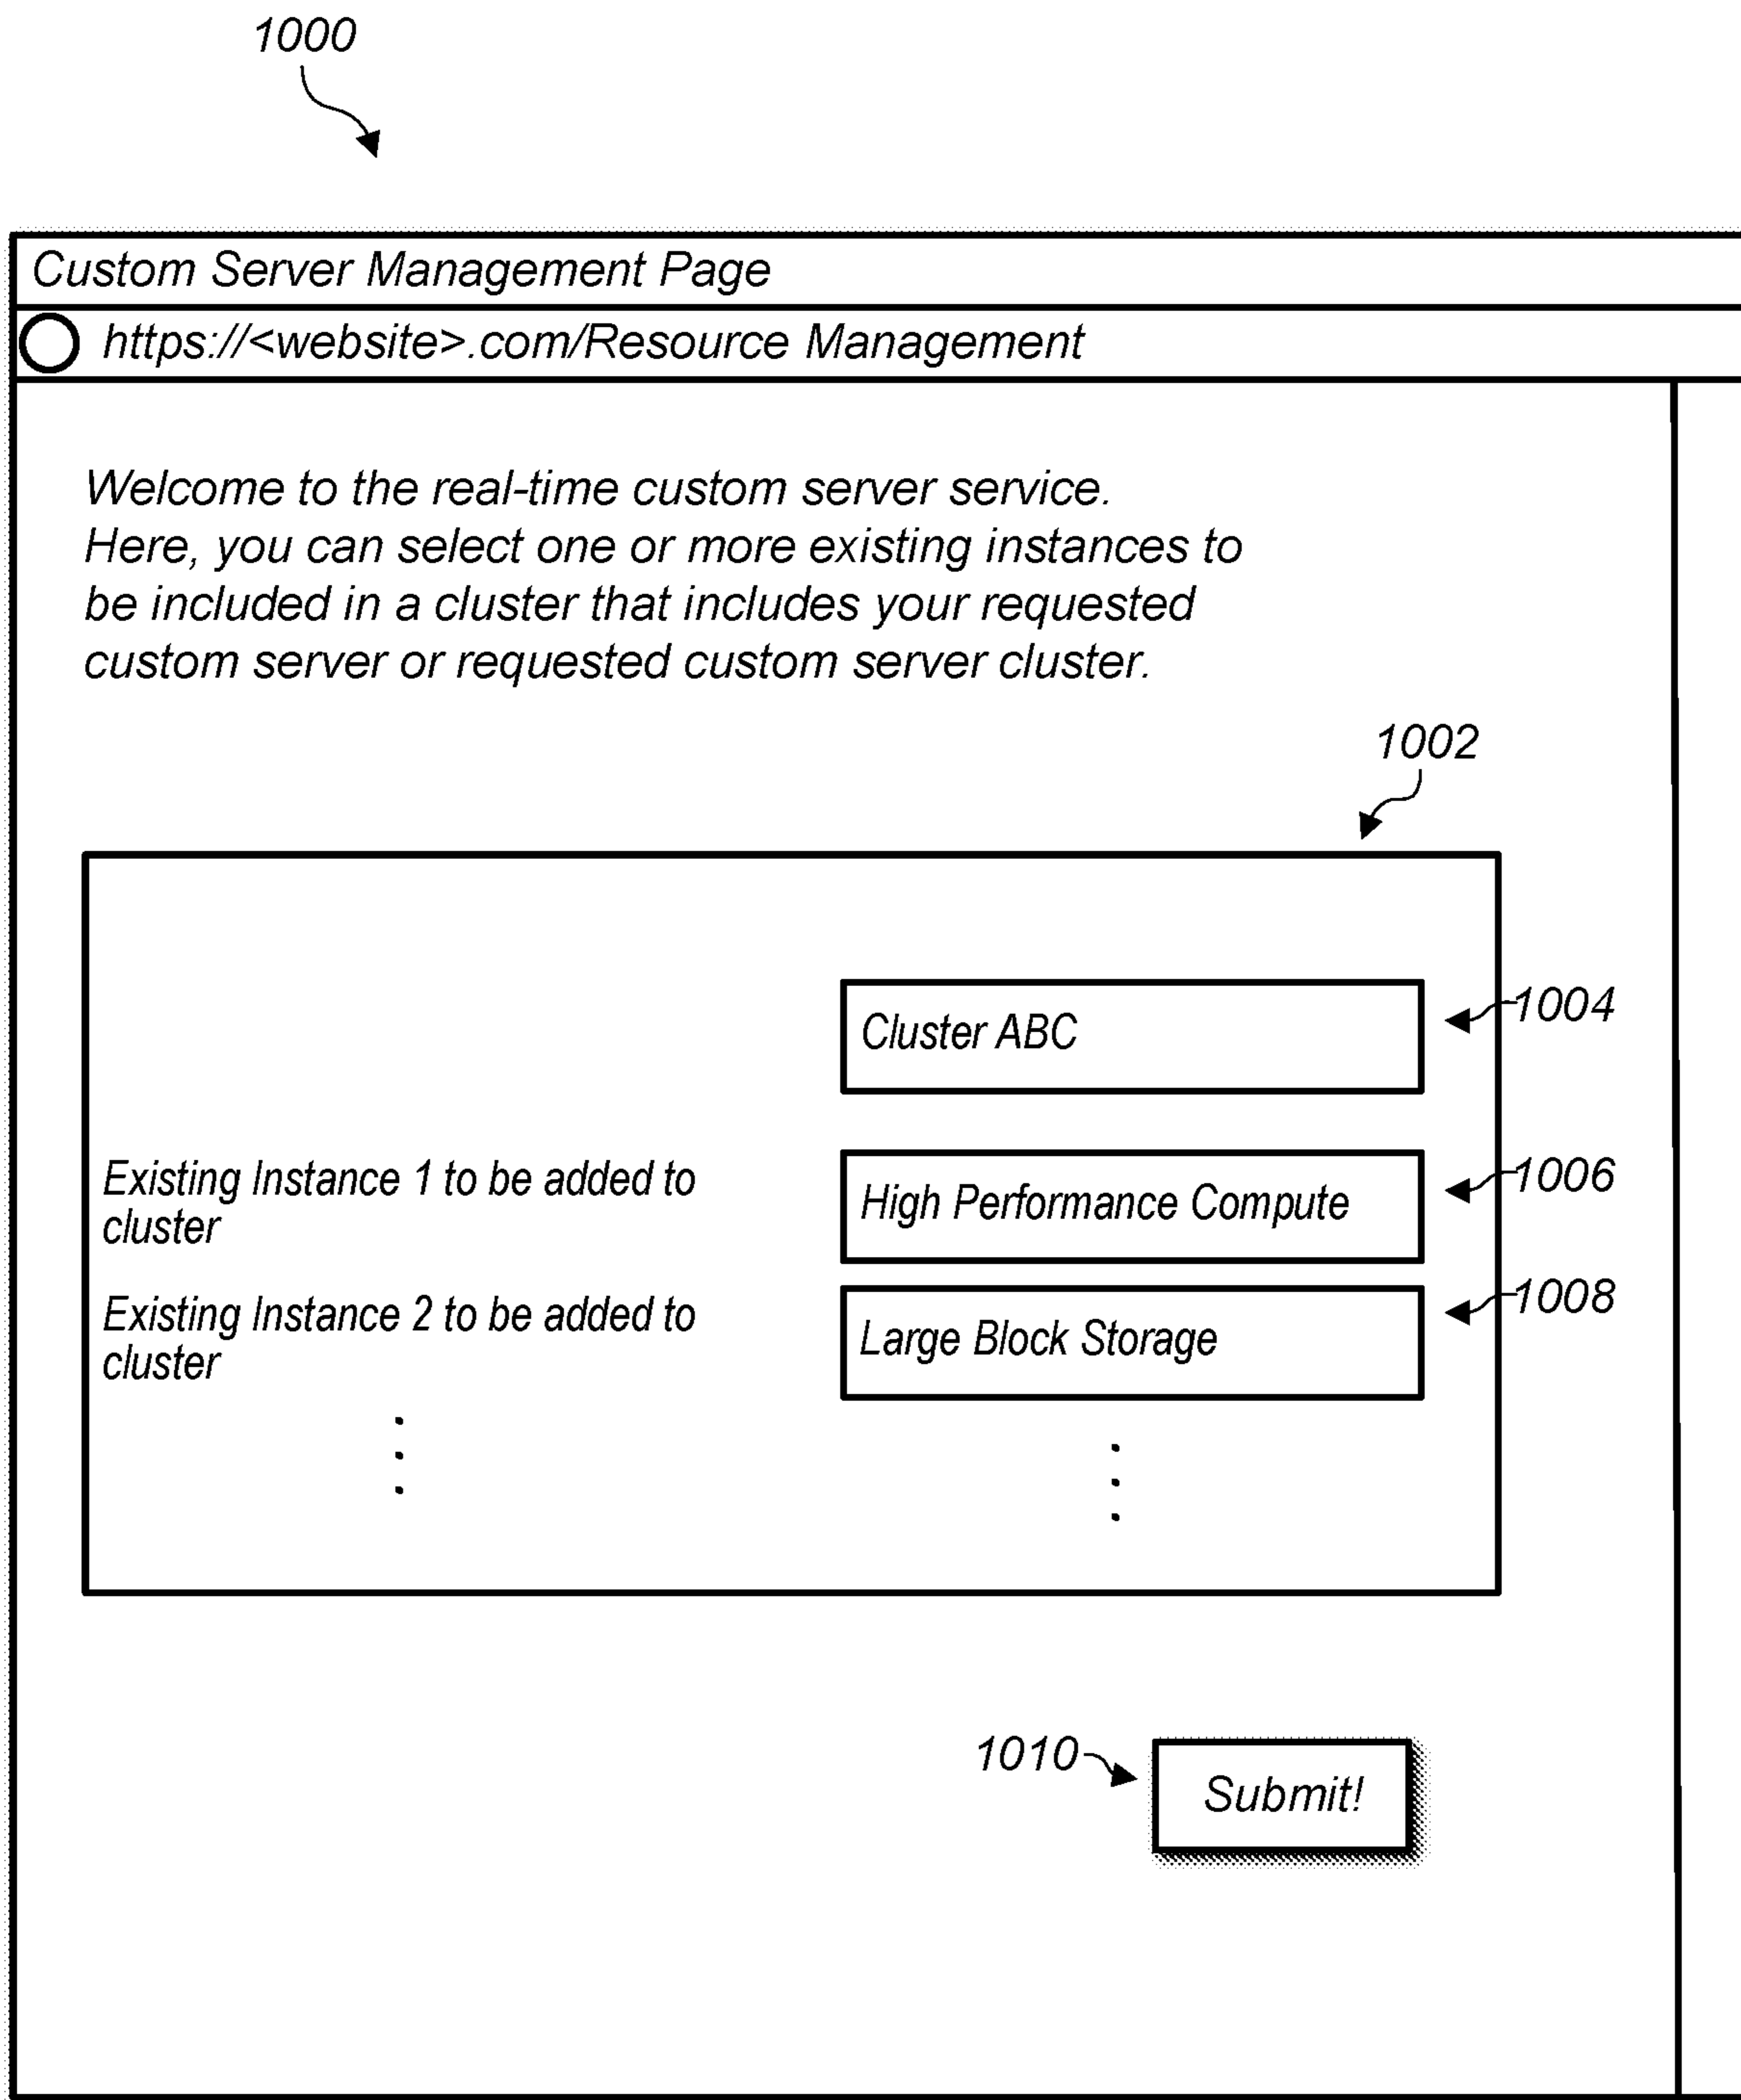 1000
Custom Server Management Page
https://<website>.com/Resource Management
Welcome to the real-time custom server service.
Here, you can select one or more existing instances to
be included in a cluster that includes your requested
custom server or requested custom server cluster.
1002
Cluster ABC
1004
Existing Instance 1 to be added to
cluster
High Performance Compute
1006
Existing Instance 2 to be added to
cluster
Large Block Storage
1008
1010
Submit!